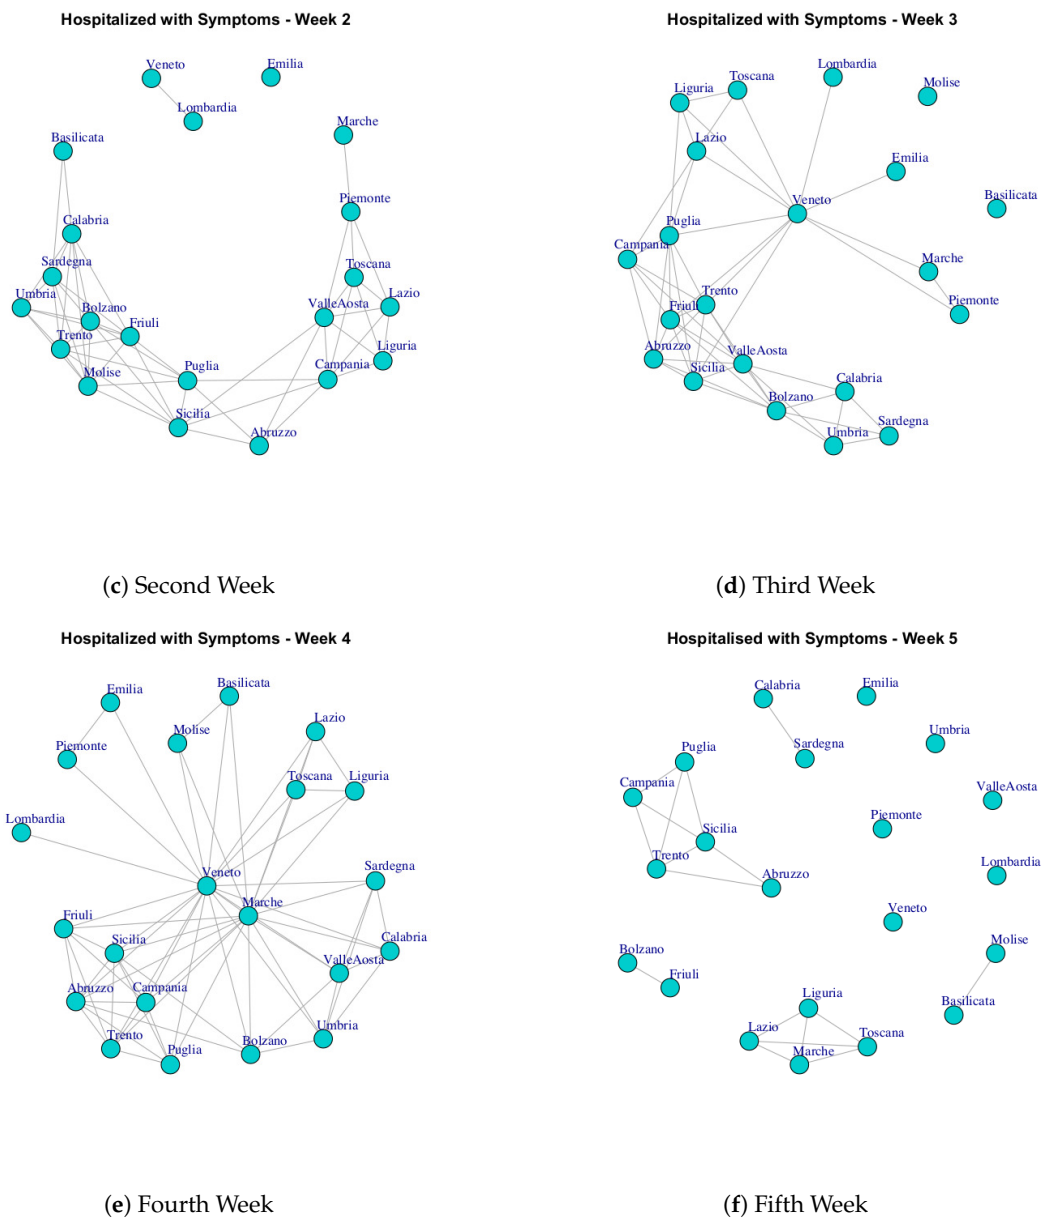 Hospitalized with Symptoms - Week 2
Veneto
Emilia
Lombardia
Marche
Basilicata
Piemonte
Calabria
Sardegna
Toscana
Umbria
Bolzano
ValleAosta
Lazio
Friuli
Trento
Liguria
Molise
Puglia
Campania
Sicilia
Abruzzo
(c) Second Week
Hospitalized with Symptoms - Week 3
Lombardia
Toscana
Liguria
Molise
Lazio
Emilia
Veneto
Basilicata
Puglia
Campania
Marche
Trento
Piemonte
Friuli
Abruzzo
ValleAosta
Sicilia
Calabria
Bolzano
Sardegna
Umbria
(d) Third Week
Hospitalized with Symptoms - Week 4
Emilia
Basilicata
Lazio
Molise
Piemonte
Toscana
Liguria
Lombardia
Sardegna
Veneto
Marche
Friuli
Sicilia
Calabria
ValleAosta
Abruzzo
Campania
Umbria
Trento
Bolzano
Puglia
(e) Fourth Week
Hospitalised with Symptoms - Week 5
Calabria
Emilia
Umbria
Puglia
Sardegna
Campania
ValleAosta
Piemonte
Sicilia
Trento
Lombardia
Abruzzo
Veneto
Molise
Bolzano
Friuli
Liguria
Basilicata
Lazio
Toscana
Marche
(f) Fifth Week